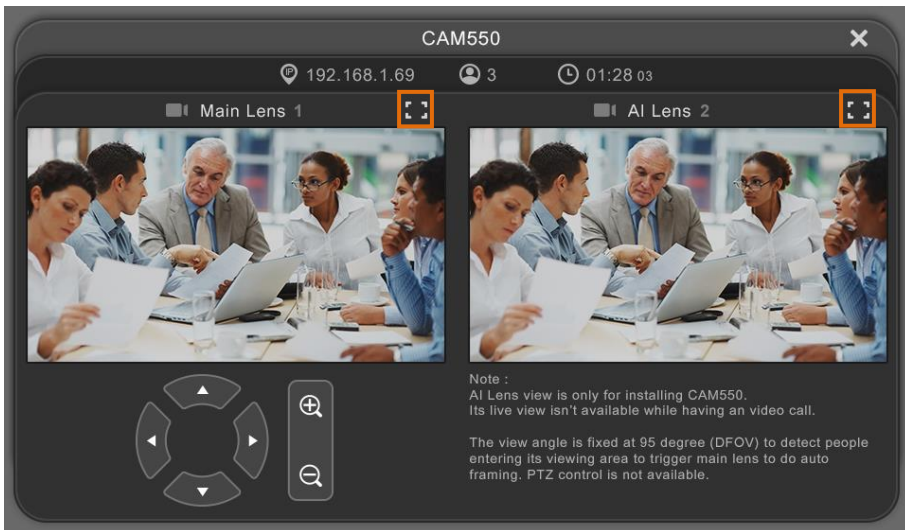 CAM550
192.168.1.69 3 01:28 03
Main Lens 1
AI Lens 2
Note :
AI Lens view is only for installing CAM550.
Its live view isn't available while having an video call.
The view angle is fixed at 95 degree (DFOV) to detect people
entering its viewing area to trigger main lens to do auto
framing. PTZ control is not available.